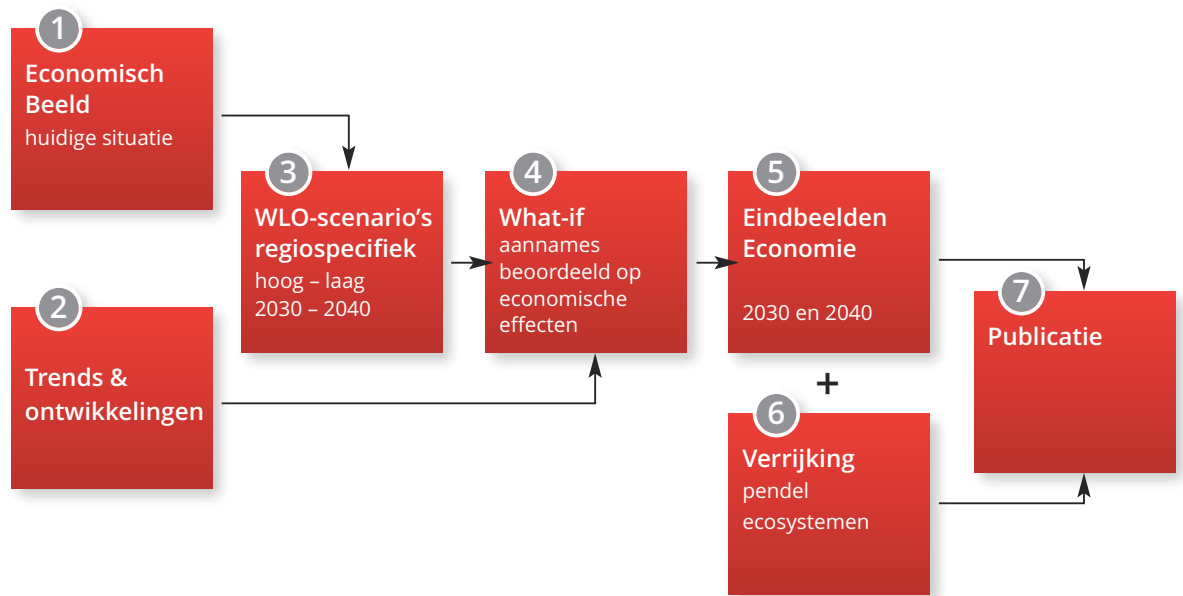 1
Economisch
Beeld
huidige situatie
2
Trends &
ontwikkelingen
3
WLO-scenario’s
regiospecifiek
hoog – laag
2030 – 2040
4
What-if
aannames
beoordeeld op
economische
effecten
5
Eindbeelden
Economie
2030 en 2040
+
6
Verrijking
pendel
ecosystemen
7
Publicatie